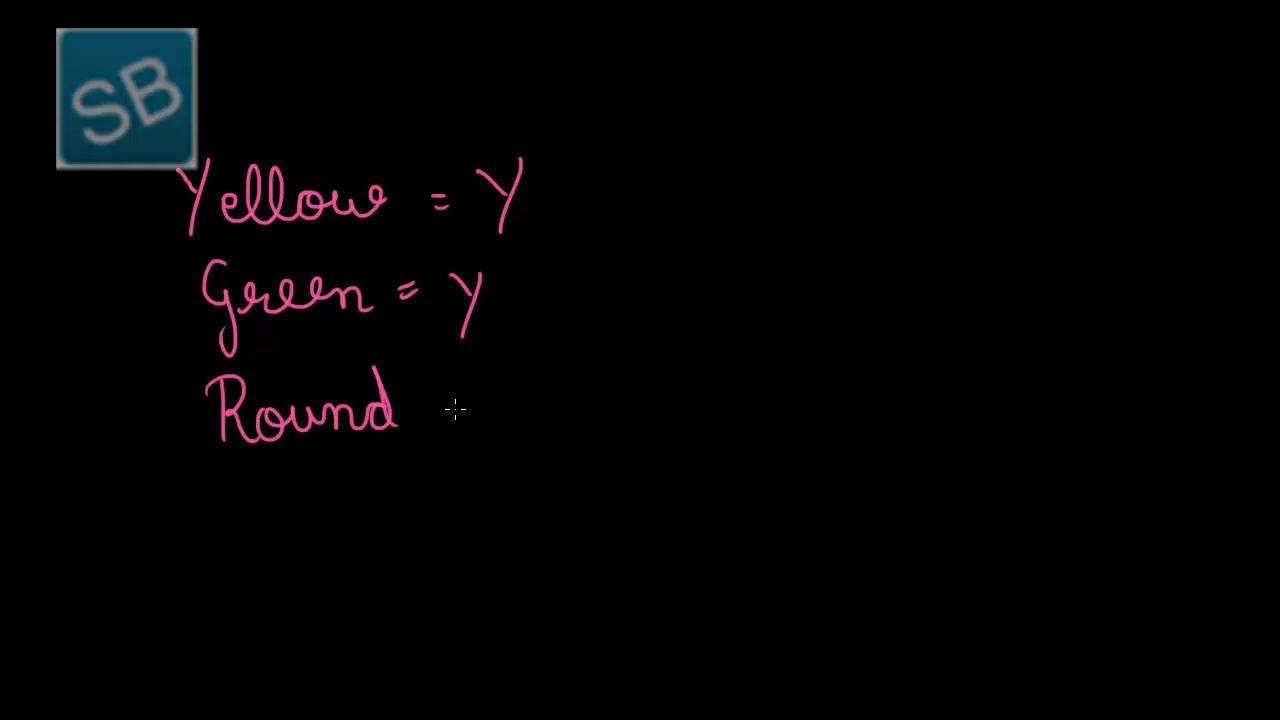 SB
Yellow = Y
Green = y
Round